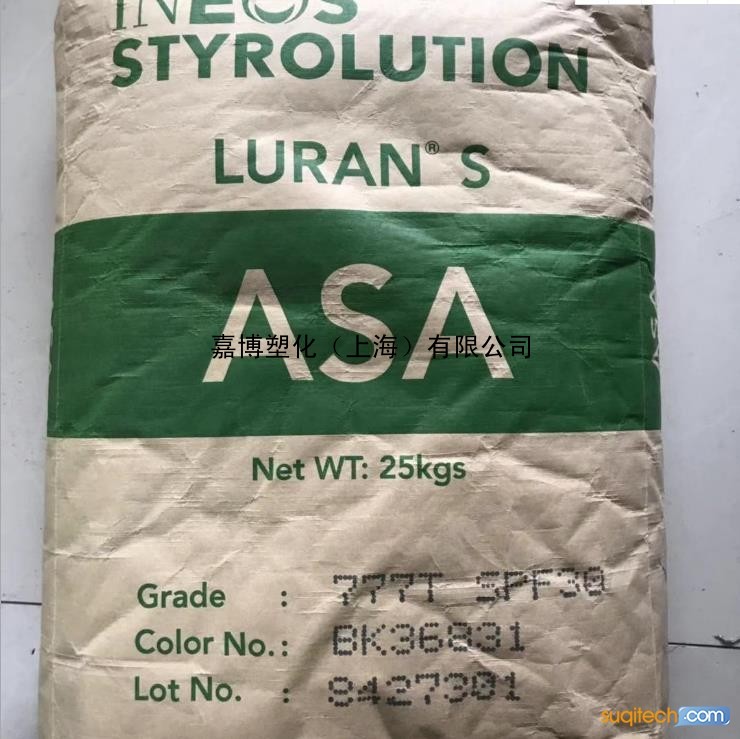 INEOS
STYROLUTION
LURAN® S
ASA
嘉博塑化（上海）有限公司
ASA
Net WT: 25kgs
Grade : 777T SPF30
Color No.: BK36831
Lot No. : 8427301
suqitech.com